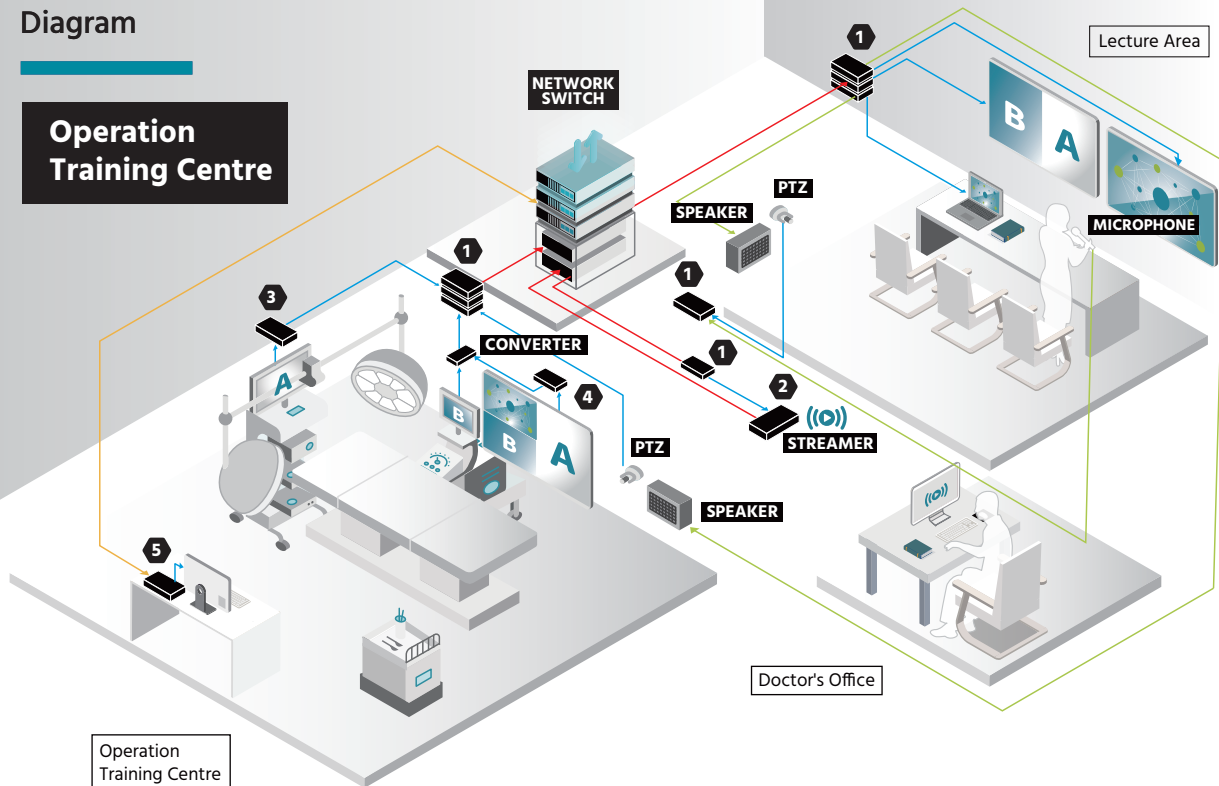 Diagram
Operation
Training Centre
NETWORK
SWITCH
1
Lecture Area
B
A
PTZ
SPEAKER
MICROPHONE
1
1
3
CONVERTER
1
A
4
2
B
B
A
STREAMER
PTZ
SPEAKER
5
Doctor's Office
Operation
Training Centre